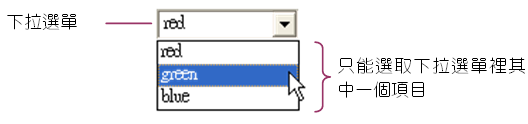 下拉選單
red
red
green
blue
只能選取下拉選單裡其
中一個項目